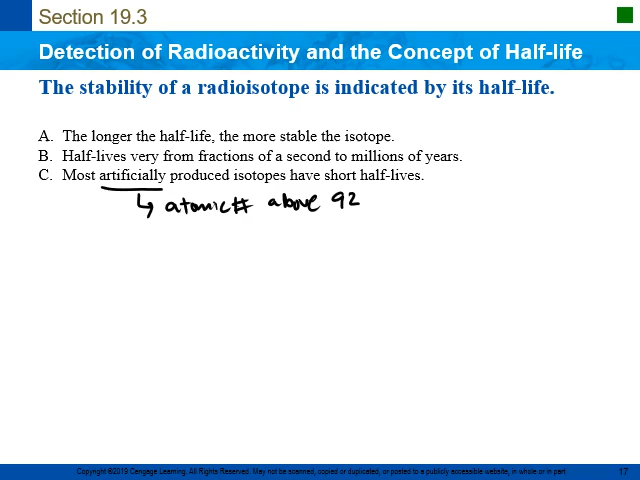 Section 19.3
Detection of Radioactivity and the Concept of Half-life
The stability of a radioisotope is indicated by its half-life.
A. The longer the half-life, the more stable the isotope.
B. Half-lives very from fractions of a second to millions of years.
C. Most artificially produced isotopes have short half-lives.
↳ atomic # above 92
Copyright ©2019 Cengage Learning. All Rights Reserved. May not be scanned, copied or duplicated, or posted to a publicly accessible website, in whole or in part.
17